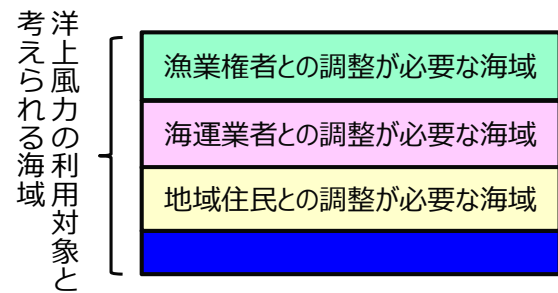 洋上風力の利用対象と
考えられる海域
漁業権者との調整が必要な海域
海運業者との調整が必要な海域
地域住民との調整が必要な海域